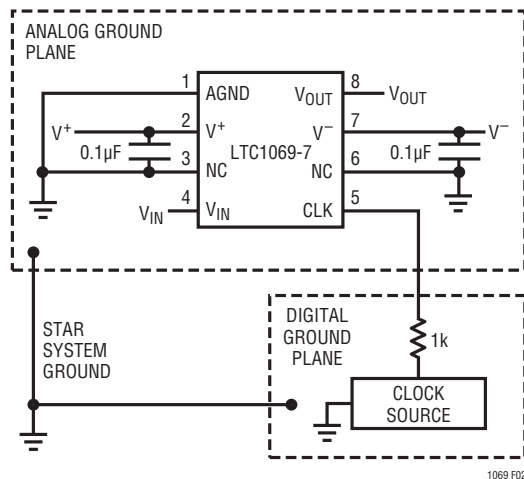 ANALOG GROUND
PLANE
1
AGND
VOUT
8
VOUT
V+
2
V+
V−
7
V−
0.1µF
LTC1069-7
0.1µF
3
NC
NC
6
VIN
4
VIN
CLK
5
STAR
SYSTEM
GROUND
DIGITAL
GROUND
PLANE
1k
CLOCK
SOURCE
1069 F02